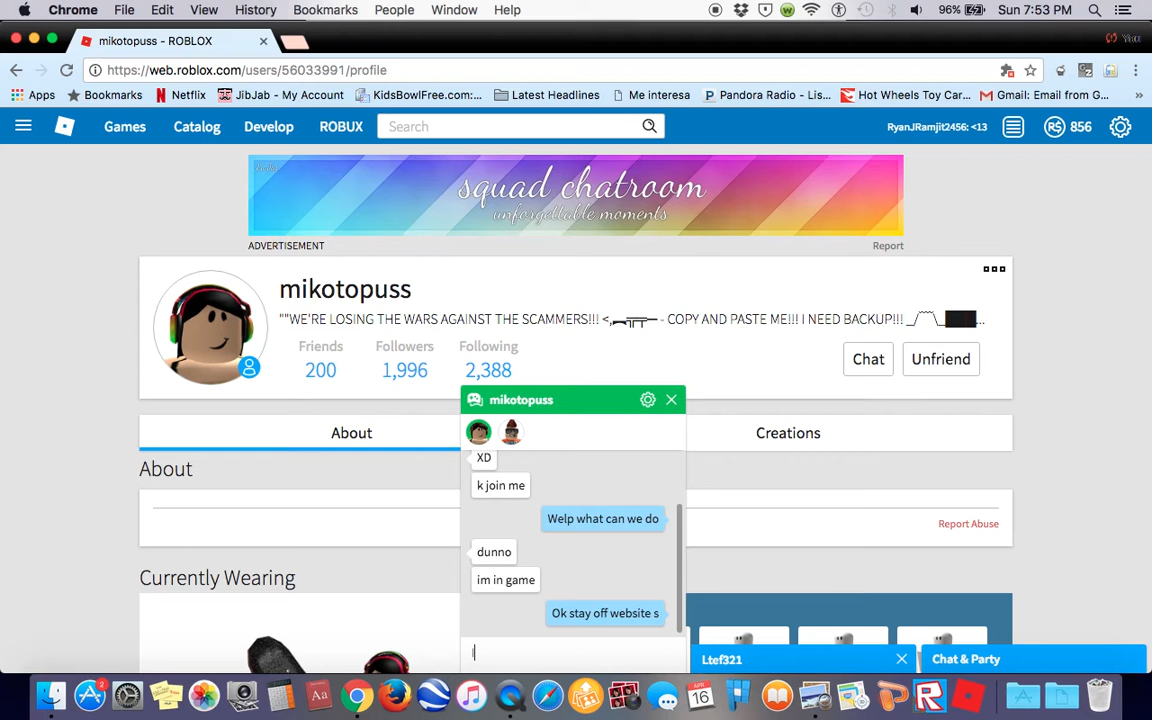 Chrome File Edit View History Bookmarks People Window Help 96% Sun 7:53 PM
mikotopuss - ROBLOX
https://web.roblox.com/users/56033991/profile
Apps Bookmarks Netflix JibJab - My Account KidsBowlFree.com:... Latest Headlines Me interesa Pandora Radio - Lis... Hot Wheels Toy Car... Gmail: Email from G... »
Games Catalog Develop ROBUX Search RyanJRamjit2456: <13 R$ 856
squad chatroom
unforgettable moments
ADVERTISEMENT Report
mikotopuss
""WE'RE LOSING THE WARS AGAINST THE SCAMMERS!!! <,︻╦╤─ - COPY AND PASTE ME!!! I NEED BACKUP!!! _/﹋\_...
Friends Followers Following
200 1,996 2,388
Chat Unfriend
mikotopuss
About Creations
About
XD
k join me
Welp what can we do
dunno
im in game
Ok stay off website s
Report Abuse
Currently Wearing
Ltef321 Chat & Party
2
APR
16